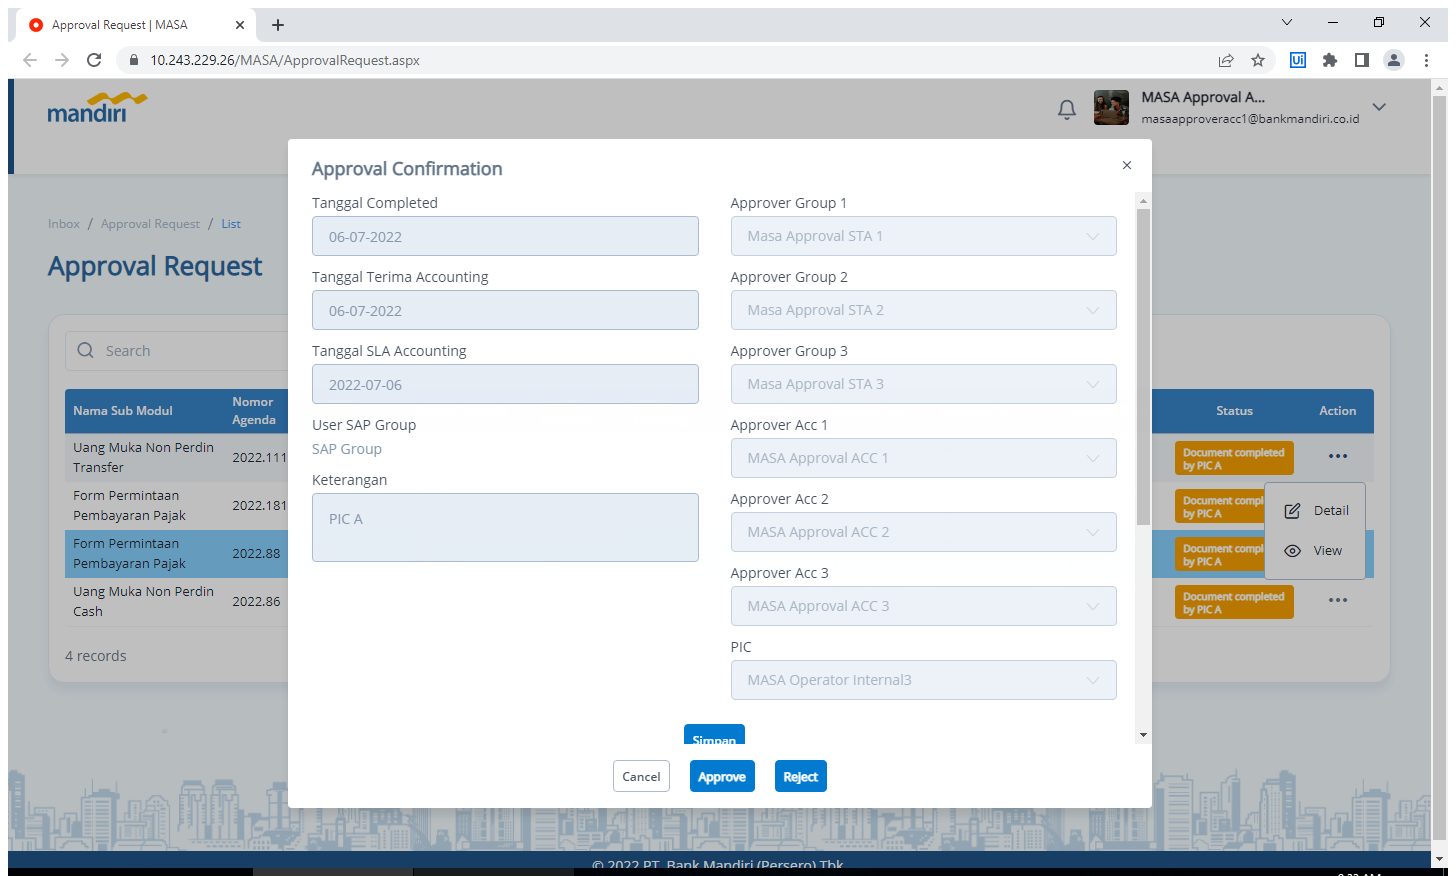 Approval Request | MASA
10.243.229.26/MASA/ApprovalRequest.aspx
mandiri
MASA Approval A...
masaapproveracc1@bankmandiri.co.id
Inbox / Approval Request / List
Approval Request
Search
Nama Sub Modul
Nomor
Agenda
Status
Action
Uang Muka Non Perdin
Transfer
2022.111
Document completed
by PIC A
Form Permintaan
Pembayaran Pajak
2022.181
Document compl
by PIC A
Form Permintaan
Pembayaran Pajak
2022.88
Document compl
by PIC A
Uang Muka Non Perdin
Cash
2022.86
Document completed
by PIC A
Detail
View
4 records
Approval Confirmation
Tanggal Completed
06-07-2022
Tanggal Terima Accounting
06-07-2022
Tanggal SLA Accounting
2022-07-06
User SAP Group
SAP Group
Keterangan
PIC A
Approver Group 1
Masa Approval STA 1
Approver Group 2
Masa Approval STA 2
Approver Group 3
Masa Approval STA 3
Approver Acc 1
MASA Approval ACC 1
Approver Acc 2
MASA Approval ACC 2
Approver Acc 3
MASA Approval ACC 3
PIC
MASA Operator Internal3
Simpan
Cancel
Approve
Reject
© 2022 PT. Bank Mandiri (Persero) Tbk